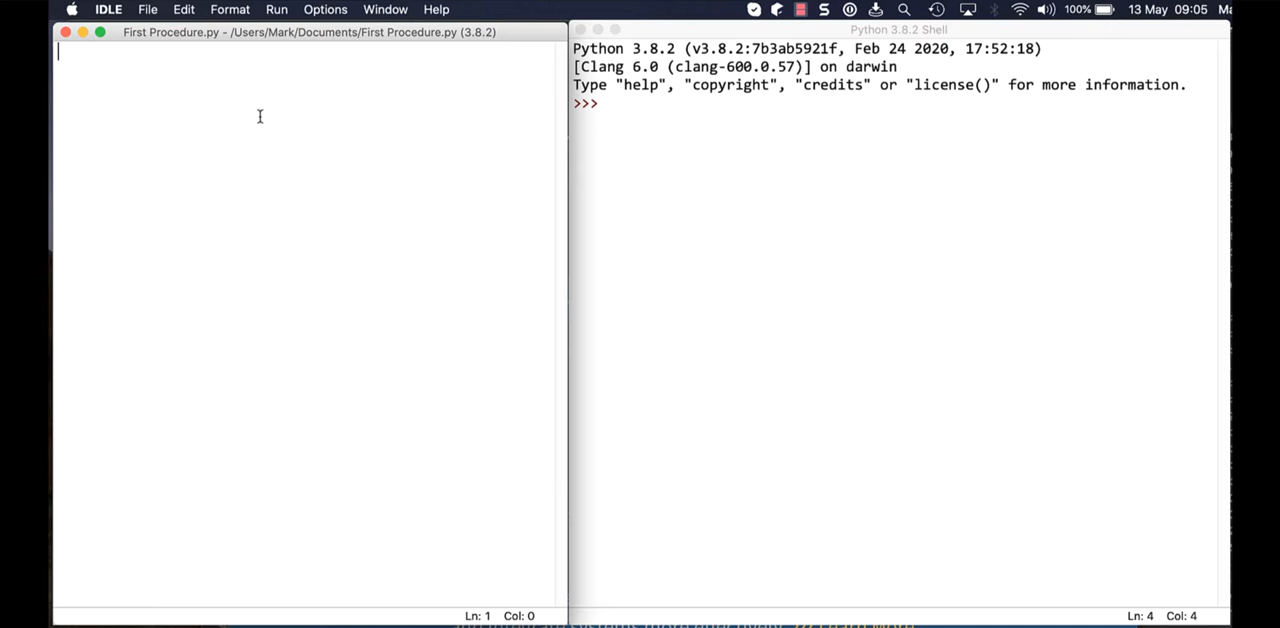 IDLE File Edit Format Run Options Window Help 100% 13 May 09:05 Ma
First Procedure.py - /Users/Mark/Documents/First Procedure.py (3.8.2)
Python 3.8.2 Shell
Python 3.8.2 (v3.8.2:7b3ab5921f, Feb 24 2020, 17:52:18)
[Clang 6.0 (clang-600.0.57)] on darwin
Type "help", "copyright", "credits" or "license()" for more information.
>>>
Ln: 1 Col: 0
Ln: 4 Col: 4